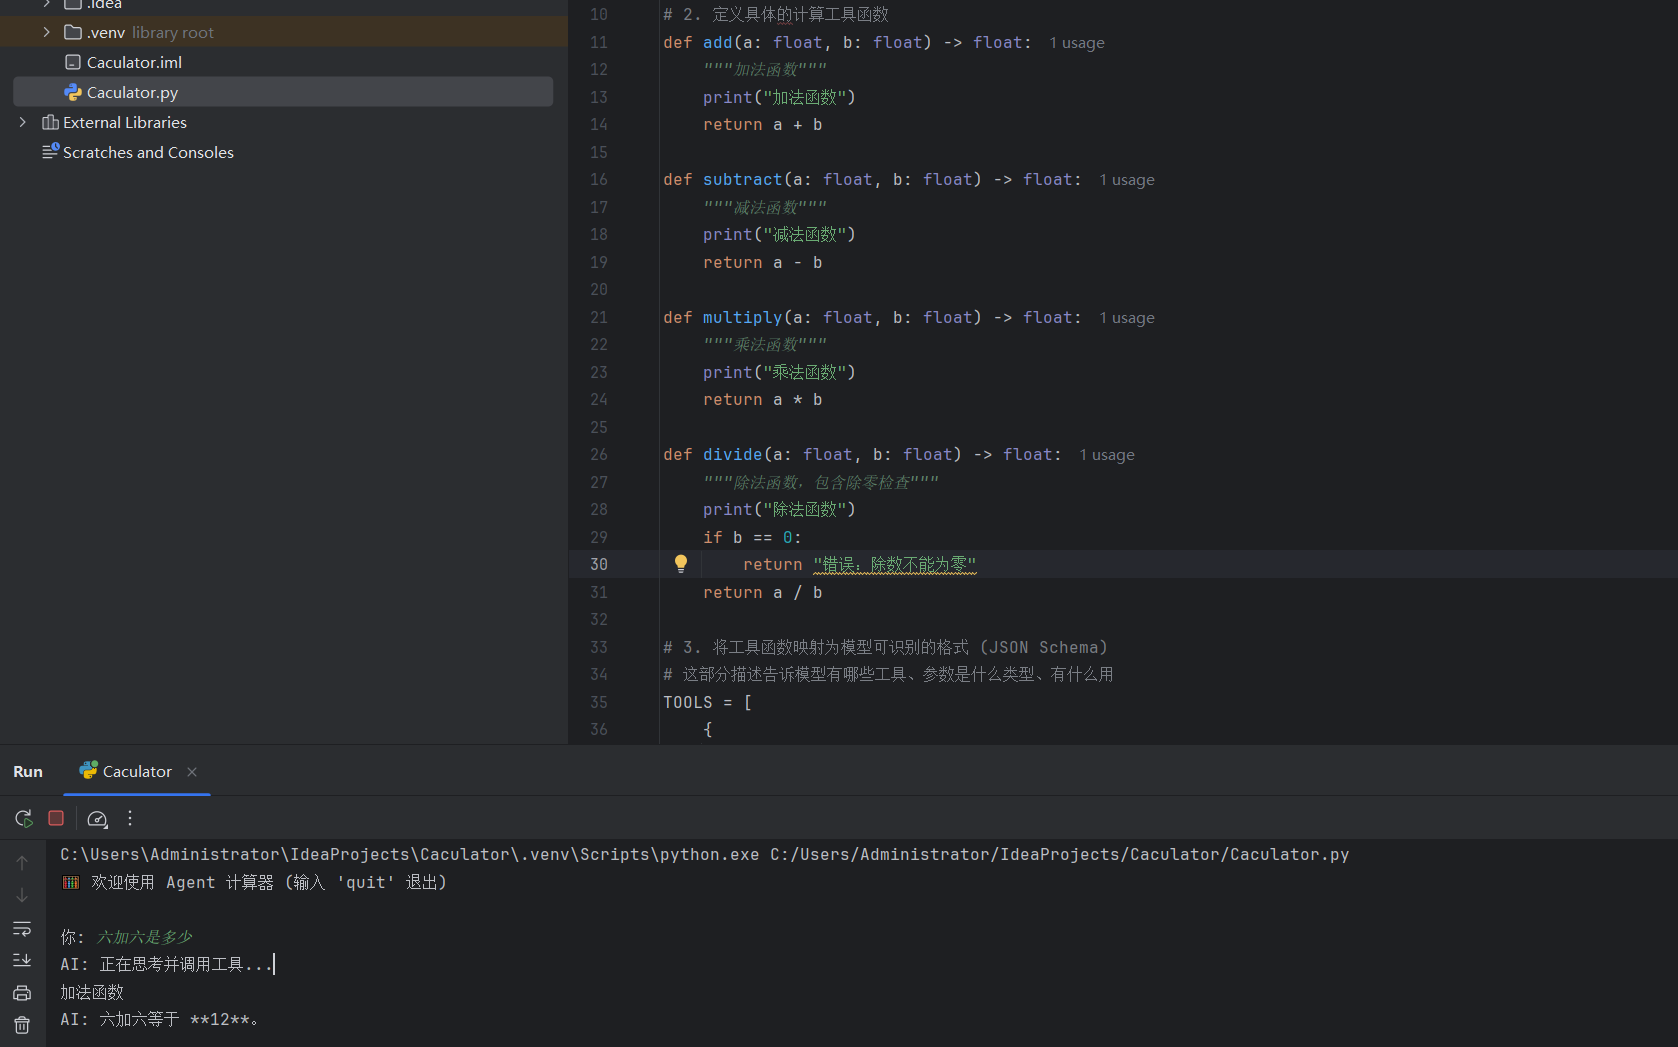 .idea
.venv library root
Caculator.iml
Caculator.py
External Libraries
Scratches and Consoles
10 # 2. 定义具体的计算工具函数
11 def add(a: float, b: float) -> float: 1 usage
12 """加法函数"""
13 print("加法函数")
14 return a + b
15
16 def subtract(a: float, b: float) -> float: 1 usage
17 """减法函数"""
18 print("减法函数")
19 return a - b
20
21 def multiply(a: float, b: float) -> float: 1 usage
22 """乘法函数"""
23 print("乘法函数")
24 return a * b
25
26 def divide(a: float, b: float) -> float: 1 usage
27 """除法函数，包含除零检查"""
28 print("除法函数")
29 if b == 0:
30 return "错误：除数不能为零"
31 return a / b
32
33 # 3. 将工具函数映射为模型可识别的格式 (JSON Schema)
34 # 这部分描述告诉模型有哪些工具、参数是什么类型、有什么用
35 TOOLS = [
36 {
Run Caculator
C:\Users\Administrator\IdeaProjects\Caculator\.venv\Scripts\python.exe C:/Users/Administrator/IdeaProjects/Caculator/Caculator.py
🧮 欢迎使用 Agent 计算器 (输入 'quit' 退出)
你: 六加六是多少
AI: 正在思考并调用工具...
加法函数
AI: 六加六等于 **12**。